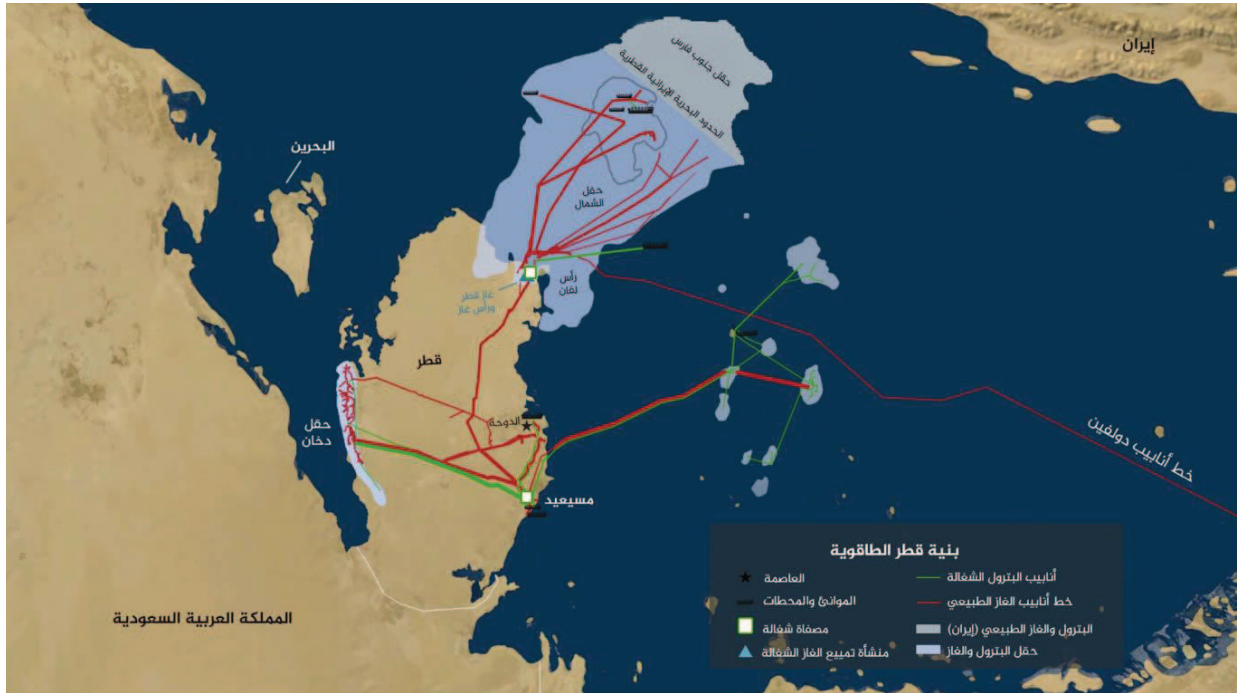 إيران
حقل جنوب فارس
الحدود البحرية الإيرانية القطرية
البحرين
حقل
الشمال
رأس
لفان
غاز قطر
ورأس غاز
قطر
الدوحة
حقل
دخان
مسيعيد
خط أنابيب دولفين
المملكة العربية السعودية
بنية قطر الطاقوية
أنابيب البترول الشغالة
العاصمة
خط أنابيب الغاز الطبيعي
الموانئ والمحطات
البترول والغاز الطبيعي (إيران)
مصفاة شغالة
حقل البترول والغاز
منشأة تمييع الغاز الشغالة